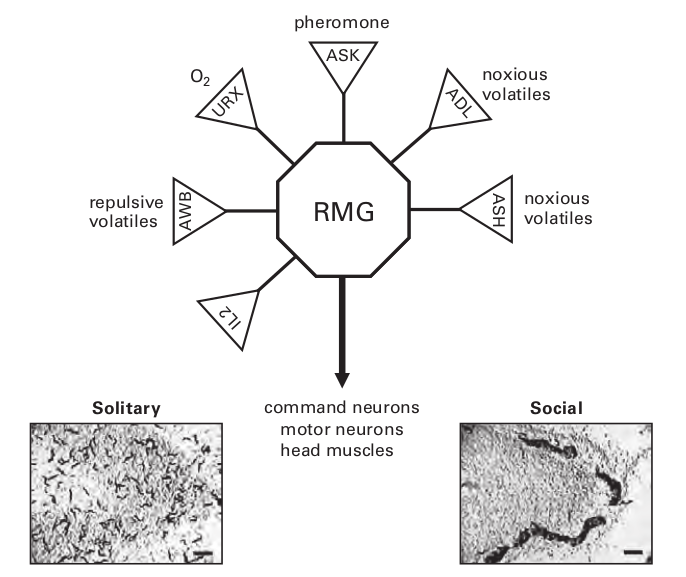 pheromone
ASK
O2
URX
noxious
volatiles
ADL
repulsive
volatiles
AWB
RMG
ASH
noxious
volatiles
IL2
Solitary
command neurons
motor neurons
head muscles
Social